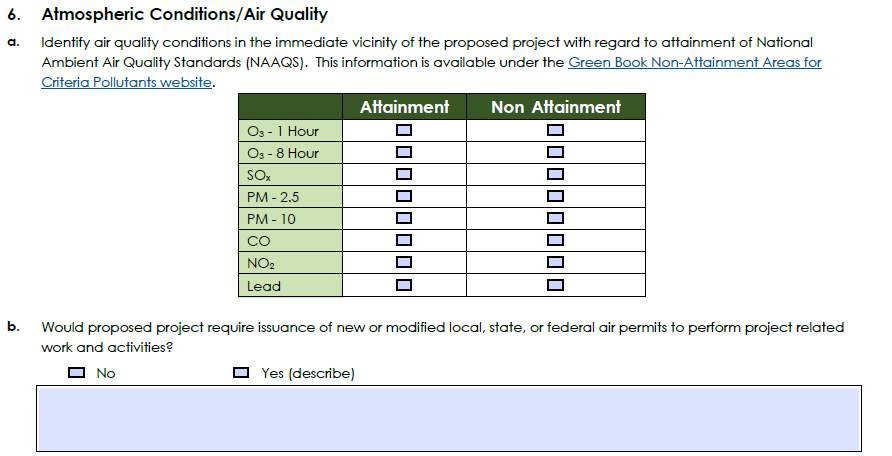 6. Atmospheric Conditions/Air Quality
a. Identify air quality conditions in the immediate vicinity of the proposed project with regard to attainment of National
Ambient Air Quality Standards (NAAQS). This information is available under the Green Book Non-Attainment Areas for
Criteria Pollutants website.
Attainment Non Attainment
O₃ - 1 Hour
O₃ - 8 Hour
SOₓ
PM - 2.5
PM - 10
CO
NO₂
Lead
b. Would proposed project require issuance of new or modified local, state, or federal air permits to perform project related
work and activities?
No Yes (describe)